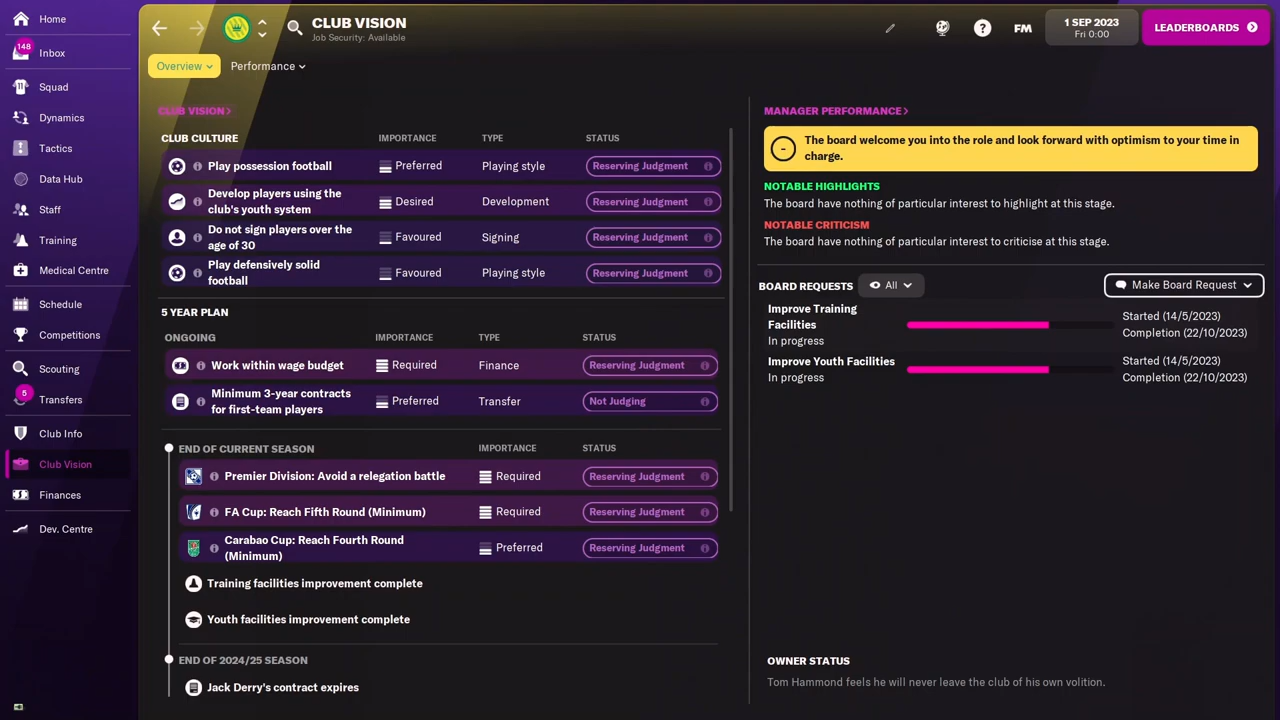 Home
148
Inbox
Squad
Dynamics
Tactics
Data Hub
Staff
Training
Medical Centre
Schedule
Competitions
Scouting
5
Transfers
Club Info
Club Vision
Finances
Dev. Centre
CLUB VISION
Job Security: Available
FM
1 SEP 2023
Fri 0:00
LEADERBOARDS
Overview
Performance
CLUB VISION >
CLUB CULTURE IMPORTANCE TYPE STATUS
Play possession football Preferred Playing style Reserving Judgment
Develop players using the
club's youth system Desired Development Reserving Judgment
Do not sign players over the
age of 30 Favoured Signing Reserving Judgment
Play defensively solid
football Favoured Playing style Reserving Judgment
5 YEAR PLAN
ONGOING IMPORTANCE TYPE STATUS
Work within wage budget Required Finance Reserving Judgment
Minimum 3-year contracts
for first-team players Preferred Transfer Not Judging
END OF CURRENT SEASON IMPORTANCE STATUS
Premier Division: Avoid a relegation battle Required Reserving Judgment
FA Cup: Reach Fifth Round (Minimum) Required Reserving Judgment
Carabao Cup: Reach Fourth Round
(Minimum) Preferred Reserving Judgment
Training facilities improvement complete
Youth facilities improvement complete
END OF 2024/25 SEASON
Jack Derry's contract expires
MANAGER PERFORMANCE >
The board welcome you into the role and look forward with optimism to your time in
charge.
NOTABLE HIGHLIGHTS
The board have nothing of particular interest to highlight at this stage.
NOTABLE CRITICISM
The board have nothing of particular interest to criticise at this stage.
BOARD REQUESTS All Make Board Request
Improve Training
Facilities
In progress
Started (14/5/2023)
Completion (22/10/2023)
Improve Youth Facilities
In progress
Started (14/5/2023)
Completion (22/10/2023)
OWNER STATUS
Tom Hammond feels he will never leave the club of his own volition.